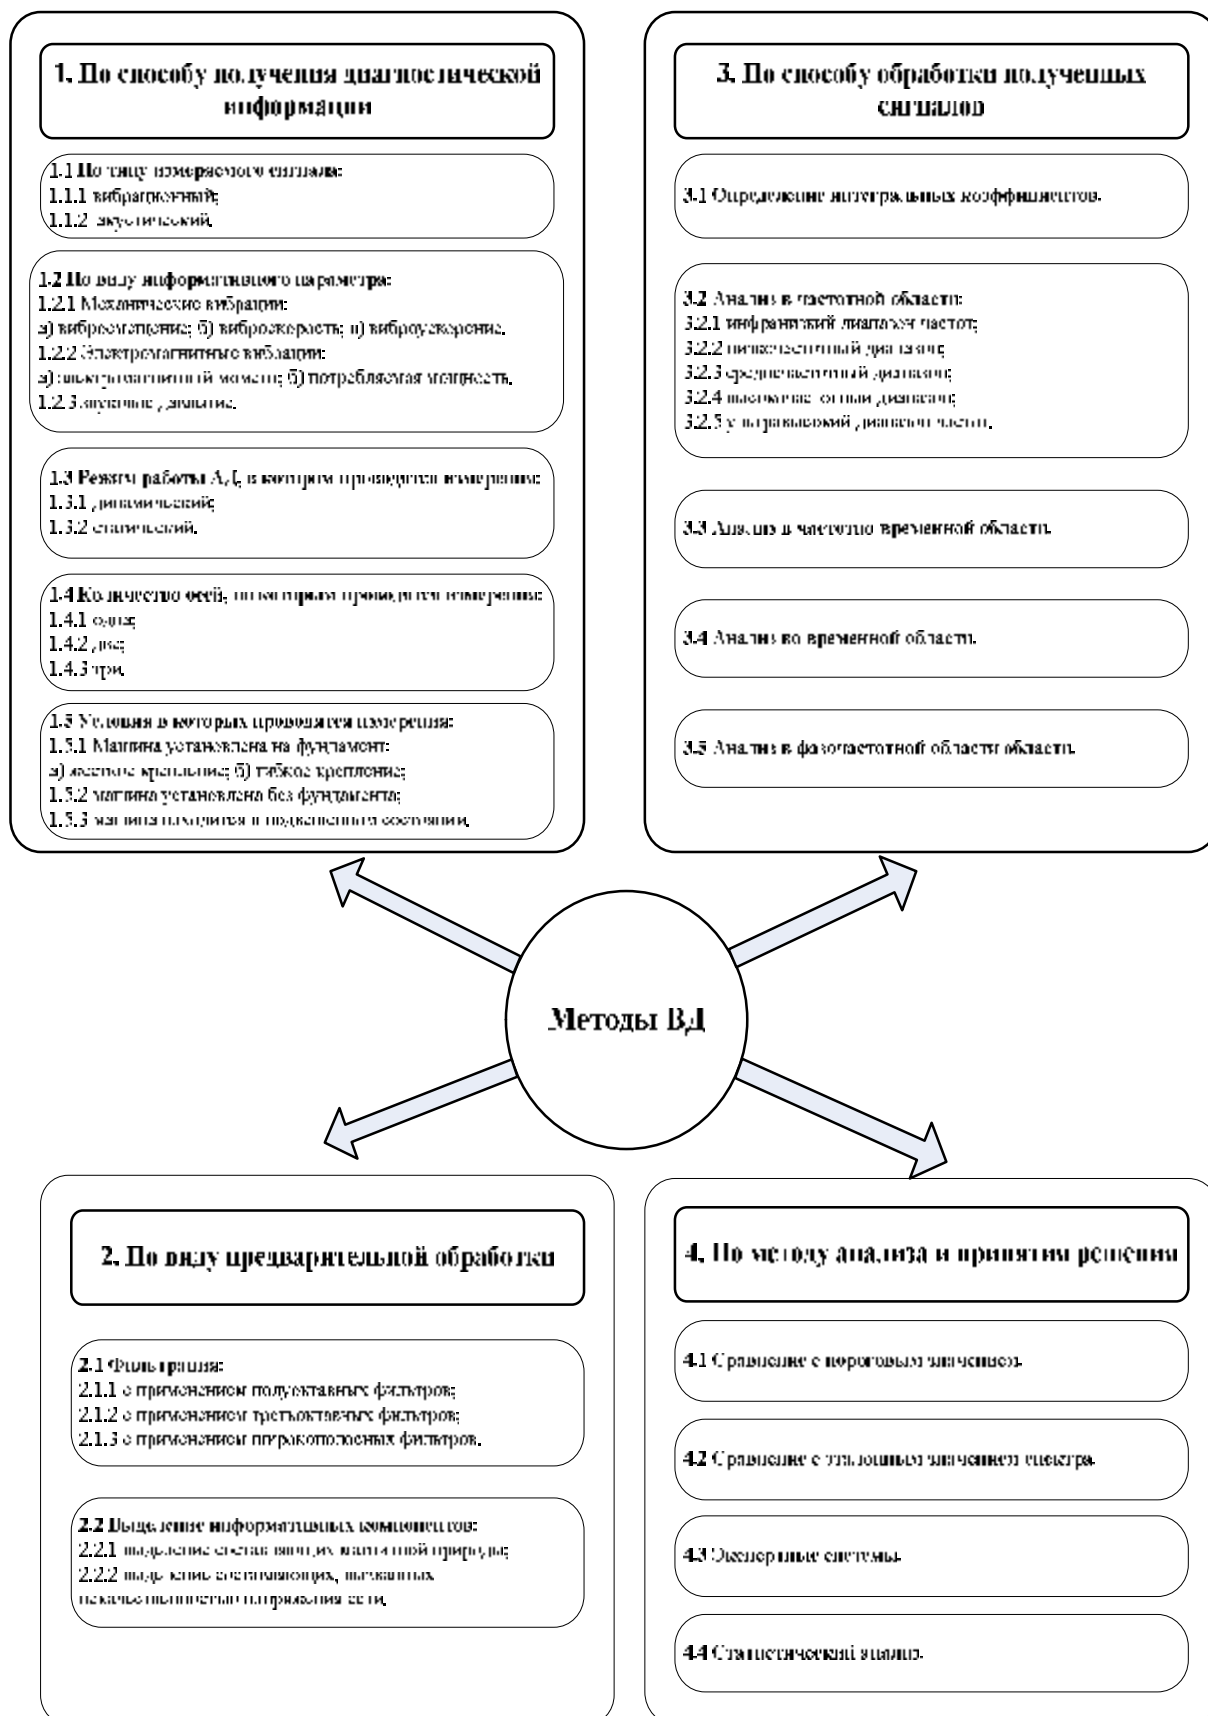 1. По способу получения диагностической
информации
1.1 По типу измеряемого сигнала:
1.1.1 вибрационный;
1.1.2 акустический.
1.2 По виду информативного параметра:
1.2.1 Механические вибрации:
а) вибросмещение; б) виброскорость; в) виброускорение.
1.2.2 Электромагнитные вибрации:
а) электромагнитный момент; б) потребляемая мощность.
1.2.3 звуковое давление.
1.3 Режим работы АД, в котором проводятся измерения:
1.3.1 динамический;
1.3.2 статический.
1.4 Количество осей, по которым проводятся измерения:
1.4.1 одна;
1.4.2 две;
1.4.3 три.
1.5 Условия в которых проводятся измерения:
1.5.1 Машина установлена на фундамент:
а) жесткое крепление; б) гибкое крепление;
1.5.2 машина установлена без фундамента;
1.5.3 машина находится в подвешенном состоянии.
3. По способу обработки полученных
сигналов
3.1 Определение интегральных коэффициентов.
3.2 Анализ в частотной области:
3.2.1 инфранизкий диапазон частот;
3.2.2 низкочастотный диапазон;
3.2.3 среднечастотный диапазон;
3.2.4 высокочастотный диапазон;
3.2.5 ультравысокий диапазон частот.
3.3 Анализ в частотно временной области.
3.4 Анализ во временной области.
3.5 Анализ в фазочастотной области области.
Методы ВД
2. По виду предварительной обработки
2.1 Фильтрация:
2.1.1 с применением полуоктавных фильтров;
2.1.2 с применением третьоктавных фильтров;
2.1.3 с применением широкополосных фильтров.
2.2 Выделение информативных компонентов:
2.2.1 выделение составляющих магнитной природы;
2.2.2 выделение составляющих, вызванных
некачественностью напряжения сети.
4. По методу анализа и принятия решения
4.1 Сравнение с пороговым значением.
4.2 Сравнение с эталонным значением спектра.
4.3 Экспертные системы.
4.4 Статистический анализ.